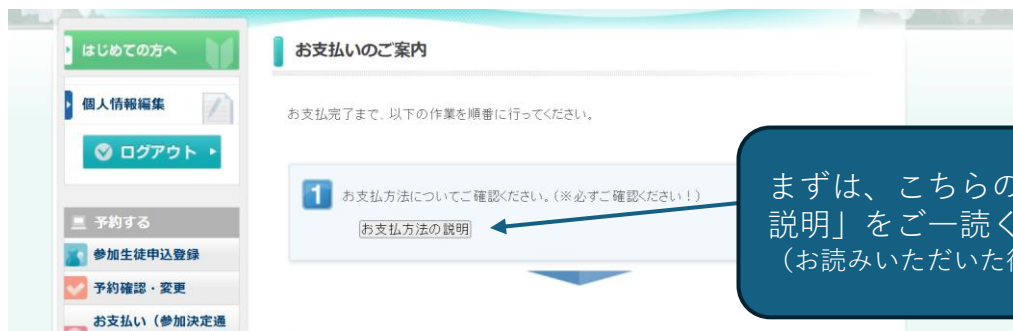 はじめての方へ
個人情報編集
ログアウト
予約する
参加生徒申込登録
予約確認・変更
お支払い（参加決定通
お支払いのご案内
お支払完了まで、以下の作業を順番に行ってください。
1 お支払方法についてご確認ください。(※必ずご確認ください！)
お支払方法の説明
まずは、こちらの
説明」をご一読く
（お読みいただいた